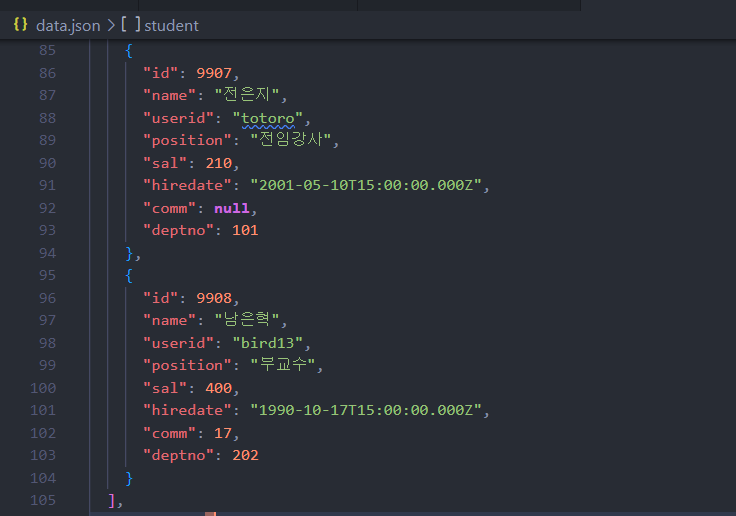 {} data.json > [ ] student
85 {
86 "id": 9907,
87 "name": "전은지",
88 "userid": "totoro",
89 "position": "전임강사",
90 "sal": 210,
91 "hiredate": "2001-05-10T15:00:00.000Z",
92 "comm": null,
93 "deptno": 101
94 },
95 {
96 "id": 9908,
97 "name": "남은혁",
98 "userid": "bird13",
99 "position": "부교수",
100 "sal": 400,
101 "hiredate": "1990-10-17T15:00:00.000Z",
102 "comm": 17,
103 "deptno": 202
104 }
105 ],